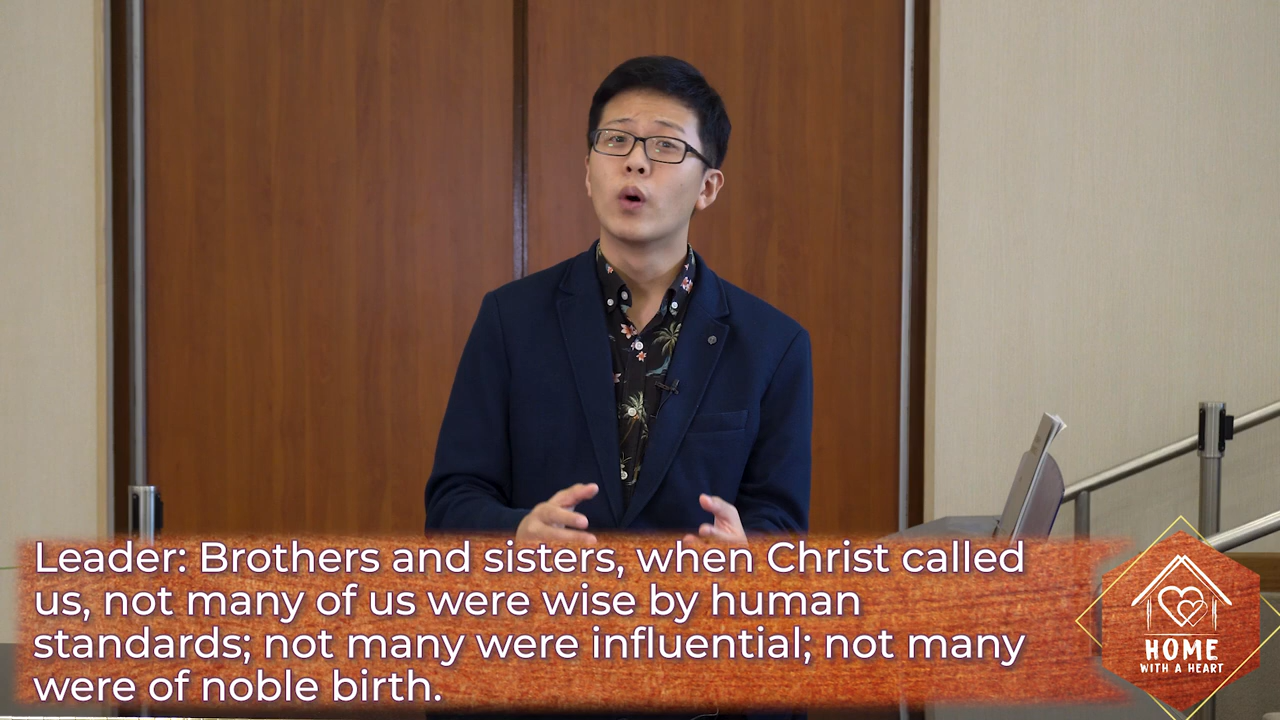 Leader: Brothers and sisters, when Christ called
us, not many of us were wise by human
standards; not many were influential; not many
were of noble birth.
HOME
WITH A HEART